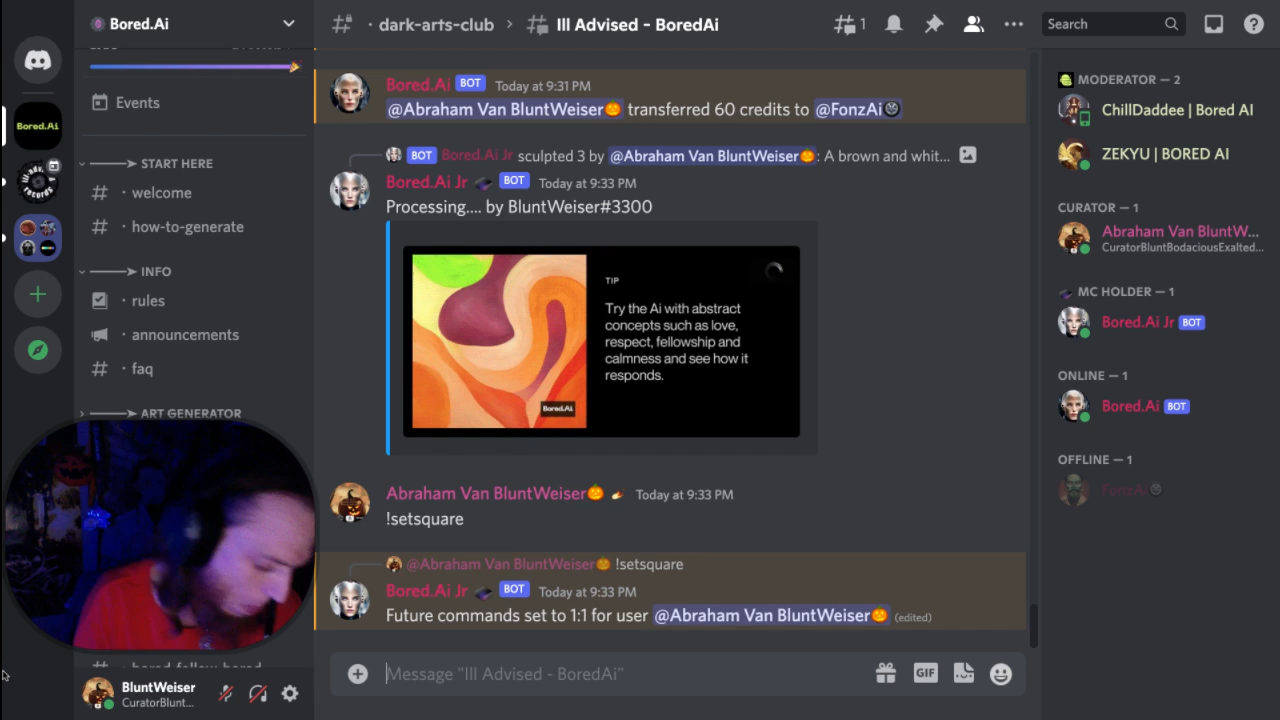 Bored.Ai
· dark-arts-club > Ill Advised - BoredAi
1
Search
Events
START HERE
# · welcome
# · how-to-generate
INFO
· rules
· announcements
# · faq
ART GENERATOR
BluntWeiser
CuratorBlunt...
Bored.Ai
Bored.Ai BOT Today at 9:31 PM
@Abraham Van BluntWeiser🎃 transferred 60 credits to @FonzAi
BOT Bored.Ai Jr sculpted 3 by @Abraham Van BluntWeiser🎃: A brown and whit...
Bored.Ai Jr BOT Today at 9:33 PM
Processing.... by BluntWeiser#3300
TIP
Try the Ai with abstract
concepts such as love,
respect, fellowship and
calmness and see how it
responds.
Bored.Ai
Abraham Van BluntWeiser🎃 Today at 9:33 PM
!setsquare
@Abraham Van BluntWeiser🎃 !setsquare
Bored.Ai Jr BOT Today at 9:33 PM
Future commands set to 1:1 for user @Abraham Van BluntWeiser🎃 (edited)
Message "Ill Advised - BoredAi"
GIF
MODERATOR — 2
ChillDaddee | Bored AI
ZEKYU | BORED AI
CURATOR — 1
Abraham Van BluntW...
CuratorBluntBodaciousExalted...
MC HOLDER — 1
Bored.Ai Jr BOT
ONLINE — 1
Bored.Ai BOT
OFFLINE — 1
FonzAi